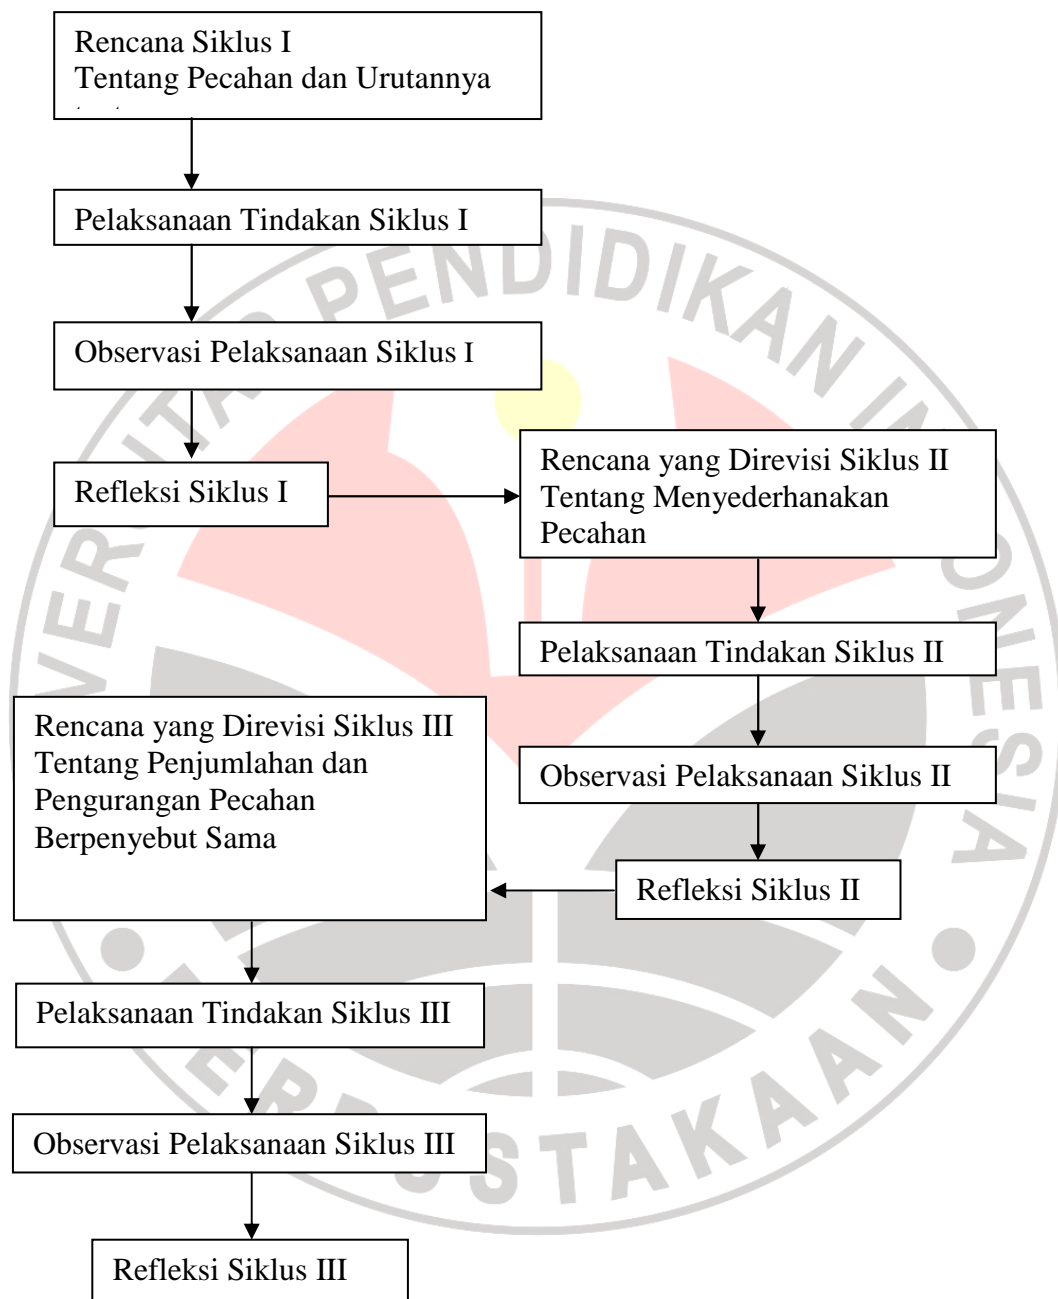 Rencana Siklus I
Tentang Pecahan dan Urutannya
Pelaksanaan Tindakan Siklus I
Observasi Pelaksanaan Siklus I
Refleksi Siklus I
Rencana yang Direvisi Siklus II
Tentang Menyederhanakan
Pecahan
Pelaksanaan Tindakan Siklus II
Observasi Pelaksanaan Siklus II
Refleksi Siklus II
Rencana yang Direvisi Siklus III
Tentang Penjumlahan dan
Pengurangan Pecahan
Berpenyebut Sama
Pelaksanaan Tindakan Siklus III
Observasi Pelaksanaan Siklus III
Refleksi Siklus III
PENDIDIKAN